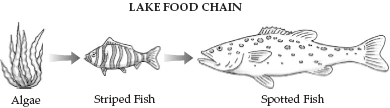 LAKE FOOD CHAIN
Algae
Striped Fish
Spotted Fish